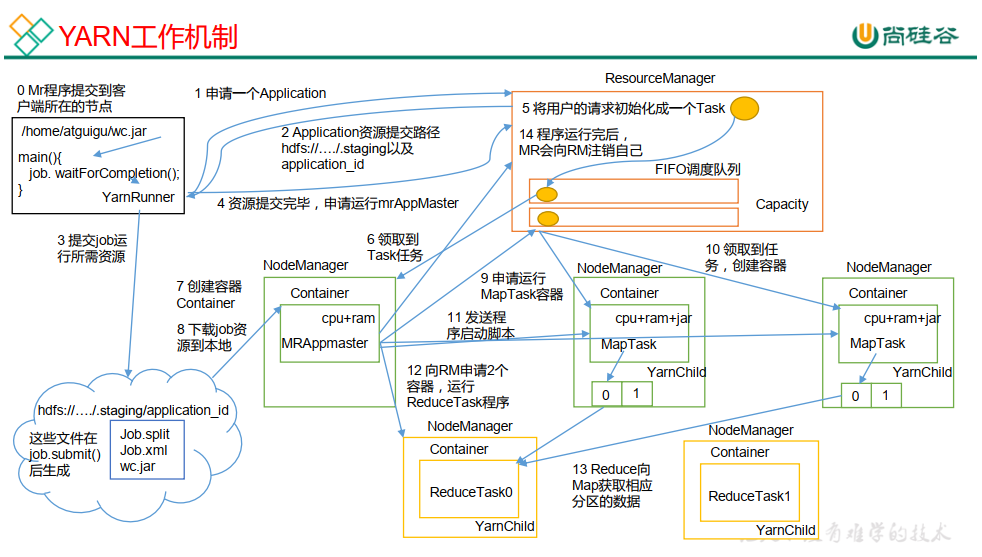 YARN工作机制
尚硅谷
0 Mr程序提交到客
户端所在的节点
/home/atguigu/wc.jar
main(){
job. waitForCompletion();
}
YarnRunner
1 申请一个Application
2 Application资源提交路径
hdfs://…./.staging以及
application_id
4 资源提交完毕，申请运行mrAppMaster
3 提交job运
行所需资源
ResourceManager
5 将用户的请求初始化成一个Task
14 程序运行完后，
MR会向RM注销自己
FIFO调度队列
Capacity
6 领取到
Task任务
NodeManager
Container
cpu+ram
MRAppmaster
7 创建容器
Container
8 下载job资
源到本地
9 申请运行
MapTask容器
10 领取到任
务，创建容器
11 发送程
序启动脚本
NodeManager
Container
cpu+ram+jar
MapTask
YarnChild
0
1
NodeManager
Container
cpu+ram+jar
MapTask
YarnChild
0
1
12 向RM申请2个
容器，运行
ReduceTask程序
hdfs://…./.staging/application_id
这些文件在
job.submit()
后生成
Job.split
Job.xml
wc.jar
NodeManager
Container
ReduceTask0
YarnChild
13 Reduce向
Map获取相应
分区的数据
NodeManager
Container
ReduceTask1
YarnChild
有难学的技术